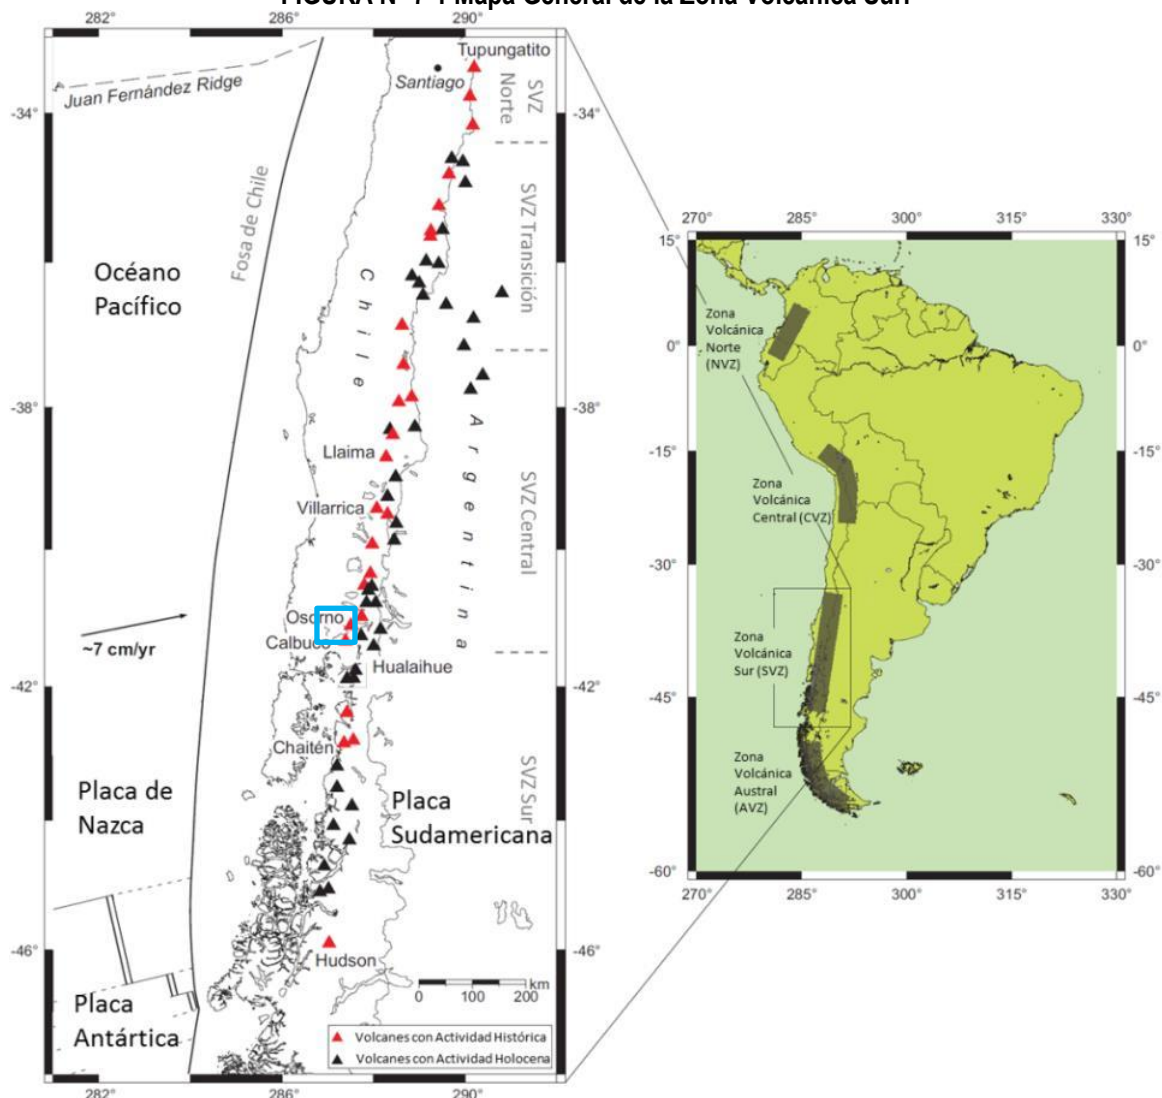 FIGURA N° 7-1 Mapa General de la Zona Volcánica Sur.
282°
286°
290°
Tupungatito
Santiago
Juan Fernández Ridge
SVZ
Norte
-34°
-34°
Fosa de Chile
SVZ Transición
Océano
Pacífico
Chile
-38°
-38°
Argentina
Llaima
SVZ Central
Villarrica
Osorno
Calbuco
~7 cm/yr
Hualaihue
-42°
-42°
Chaitén
SVZ Sur
Placa de
Nazca
Placa
Sudamericana
-46°
-46°
Hudson
km
0 100 200
Placa
Antártica
Volcanes con Actividad Histórica
Volcanes con Actividad Holocena
282°
286°
290°
270°
285°
300°
315°
330°
15°
15°
Zona
Volcánica
Norte
(NVZ)
0°
0°
-15°
-15°
Zona
Volcánica
Central (CVZ)
-30°
-30°
Zona
Volcánica
Sur (SVZ)
-45°
-45°
Zona
Volcánica
Austral
(AVZ)
-60°
-60°
270°
285°
300°
315°
330°